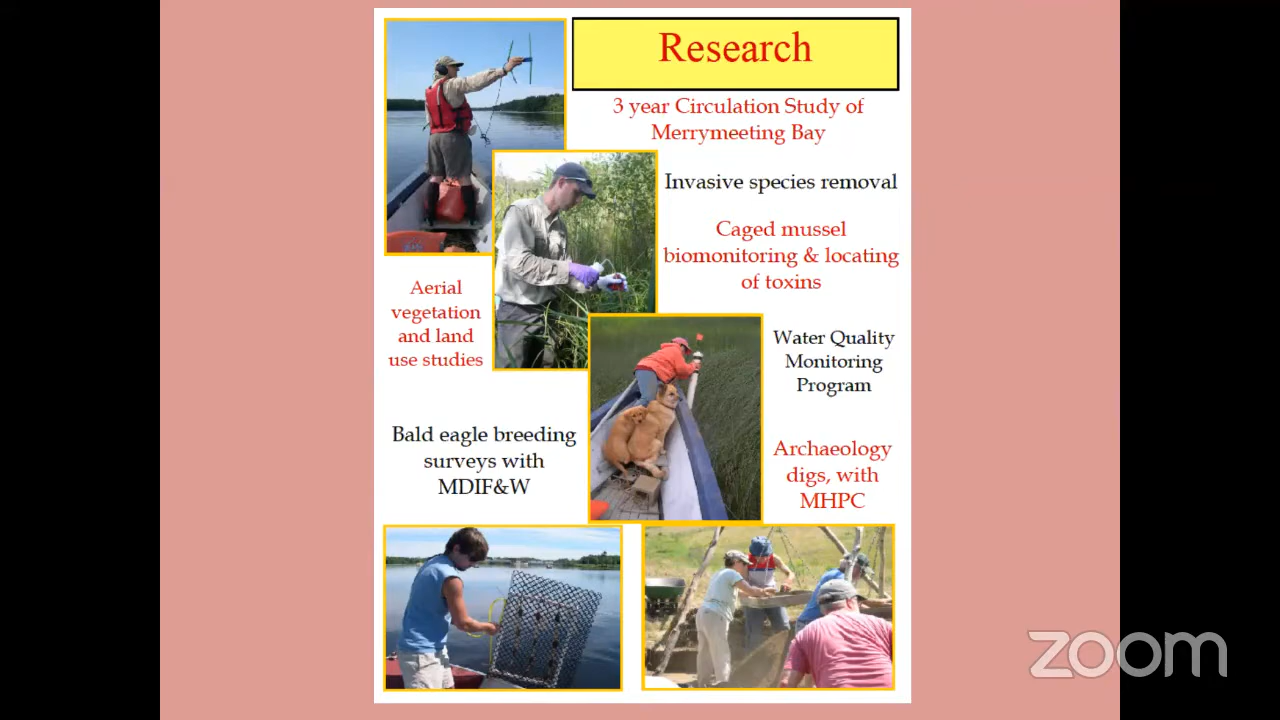 Research
3 year Circulation Study of
Merrymeeting Bay
Invasive species removal
Caged mussel
biomonitoring & locating
of toxins
Aerial
vegetation
and land
use studies
Water Quality
Monitoring
Program
Bald eagle breeding
surveys with
MDIF&W
Archaeology
digs, with
MHPC
zoom